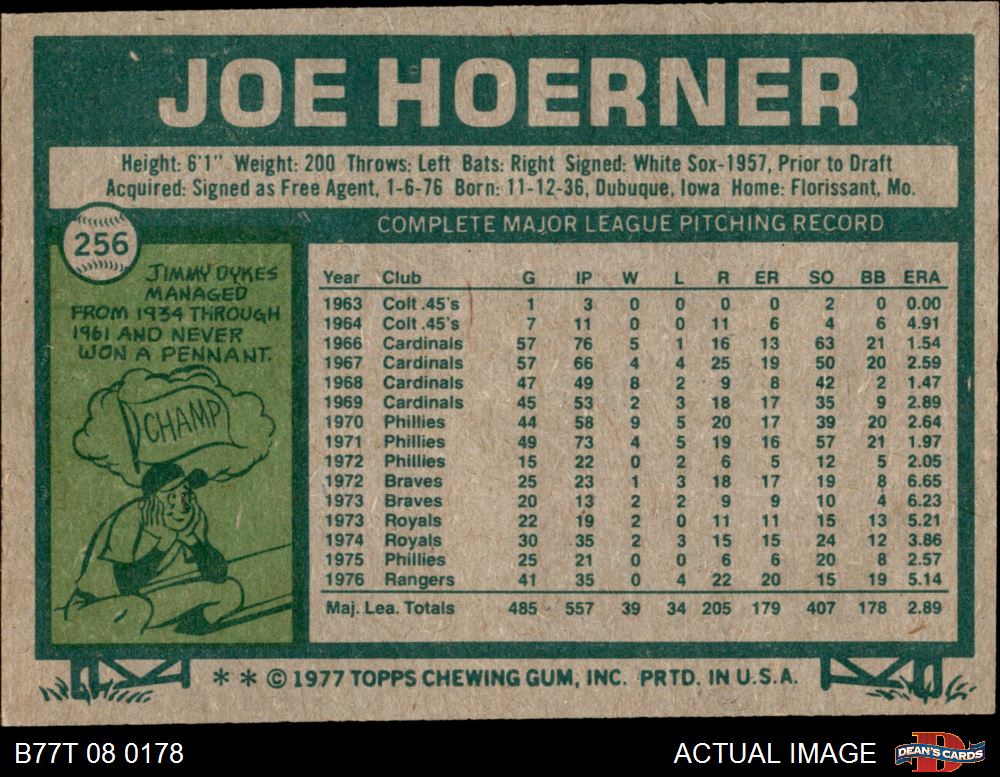 JOE HOERNER
Height: 6'1" Weight: 200 Throws: Left Bats: Right Signed: White Sox-1957, Prior to Draft
Acquired: Signed as Free Agent, 1-6-76 Born: 11-12-36, Dubuque, Iowa Home: Florissant, Mo.
256
JIMMY DYKES
MANAGED
FROM 1934 THROUGH
1961 AND NEVER
WON A PENNANT.
CHAMP
COMPLETE MAJOR LEAGUE PITCHING RECORD
Year Club G IP W L R ER SO BB ERA
1963 Colt .45's 1 3 0 0 0 0 2 0 0.00
1964 Colt .45's 7 11 0 0 11 6 4 6 4.91
1966 Cardinals 57 76 5 1 16 13 63 21 1.54
1967 Cardinals 57 66 4 4 25 19 50 20 2.59
1968 Cardinals 47 49 8 2 9 8 42 2 1.47
1969 Cardinals 45 53 2 3 18 17 35 9 2.89
1970 Phillies 44 58 9 5 20 17 39 20 2.64
1971 Phillies 49 73 4 5 19 16 57 21 1.97
1972 Phillies 15 22 0 2 6 5 12 5 2.05
1972 Braves 25 23 1 3 18 17 19 8 6.65
1973 Braves 20 13 2 2 9 9 10 4 6.23
1973 Royals 22 19 2 0 11 11 15 13 5.21
1974 Royals 30 35 2 3 15 15 24 12 3.86
1975 Phillies 25 21 0 0 6 6 20 8 2.57
1976 Rangers 41 35 0 4 22 20 15 19 5.14
Maj. Lea. Totals 485 557 39 34 205 179 407 178 2.89
* * © 1977 TOPPS CHEWING GUM, INC. PRTD. IN U.S.A.
B77T 08 0178
ACTUAL IMAGE
D
DEAN'S CARDS